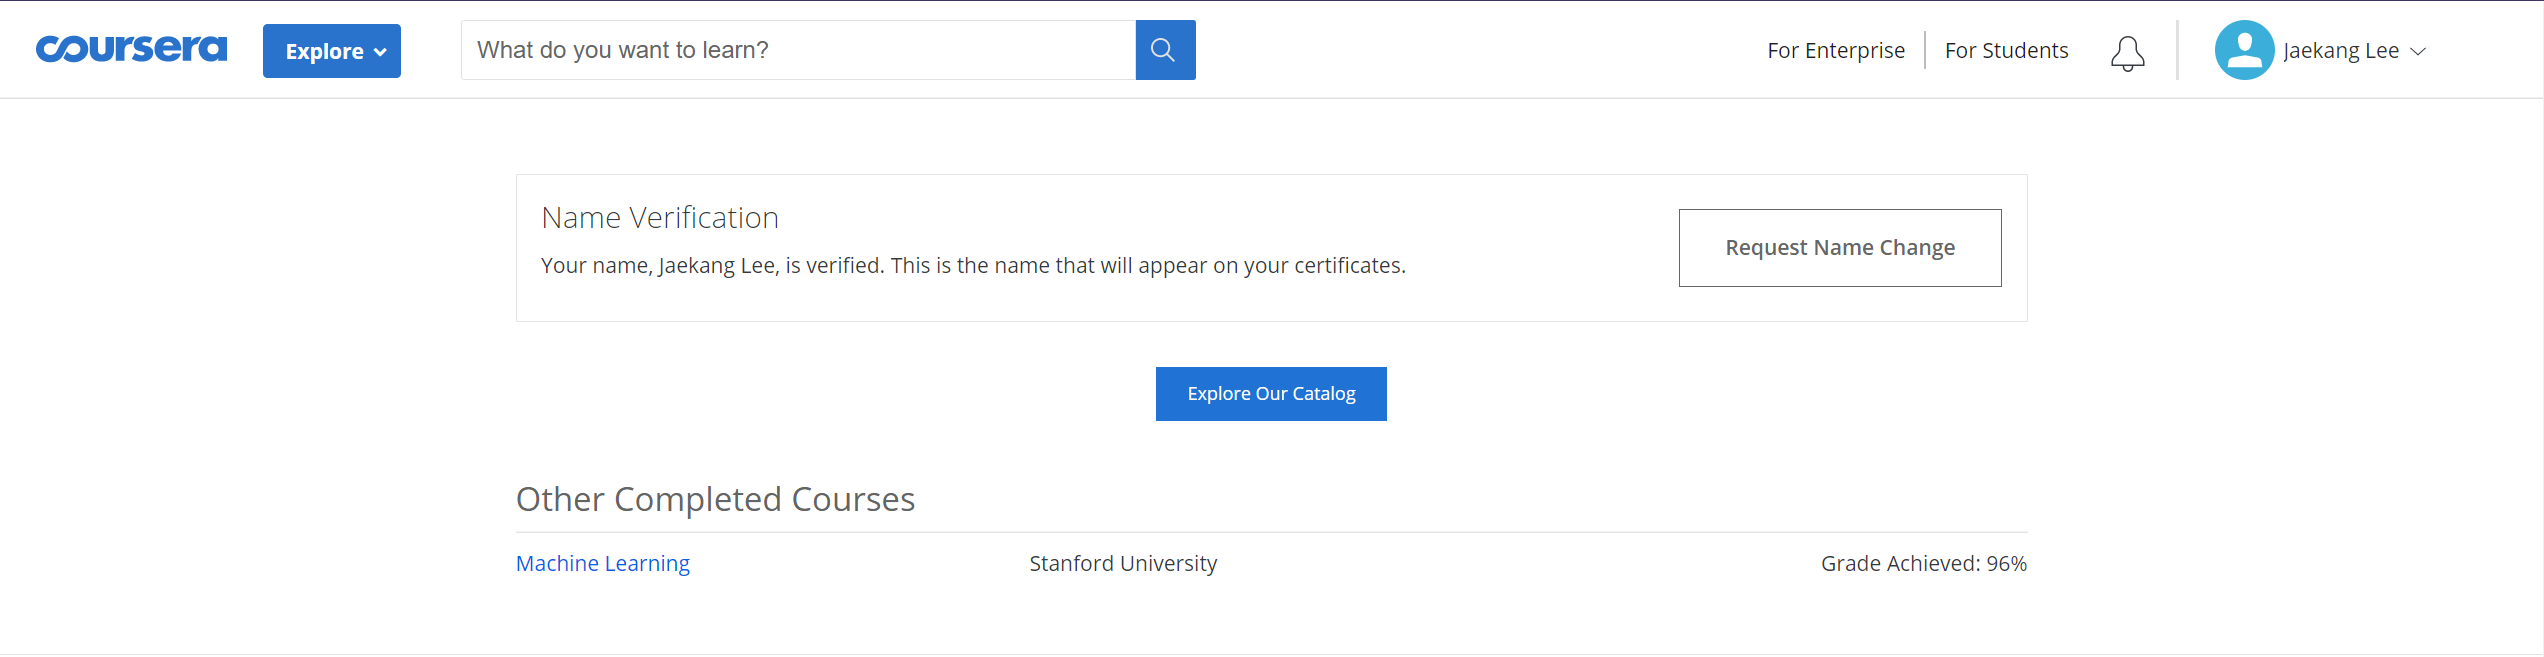 coursera
Explore
What do you want to learn?
For Enterprise
For Students
Jaekang Lee
Name Verification
Your name, Jaekang Lee, is verified. This is the name that will appear on your certificates.
Request Name Change
Explore Our Catalog
Other Completed Courses
Machine Learning Stanford University Grade Achieved: 96%